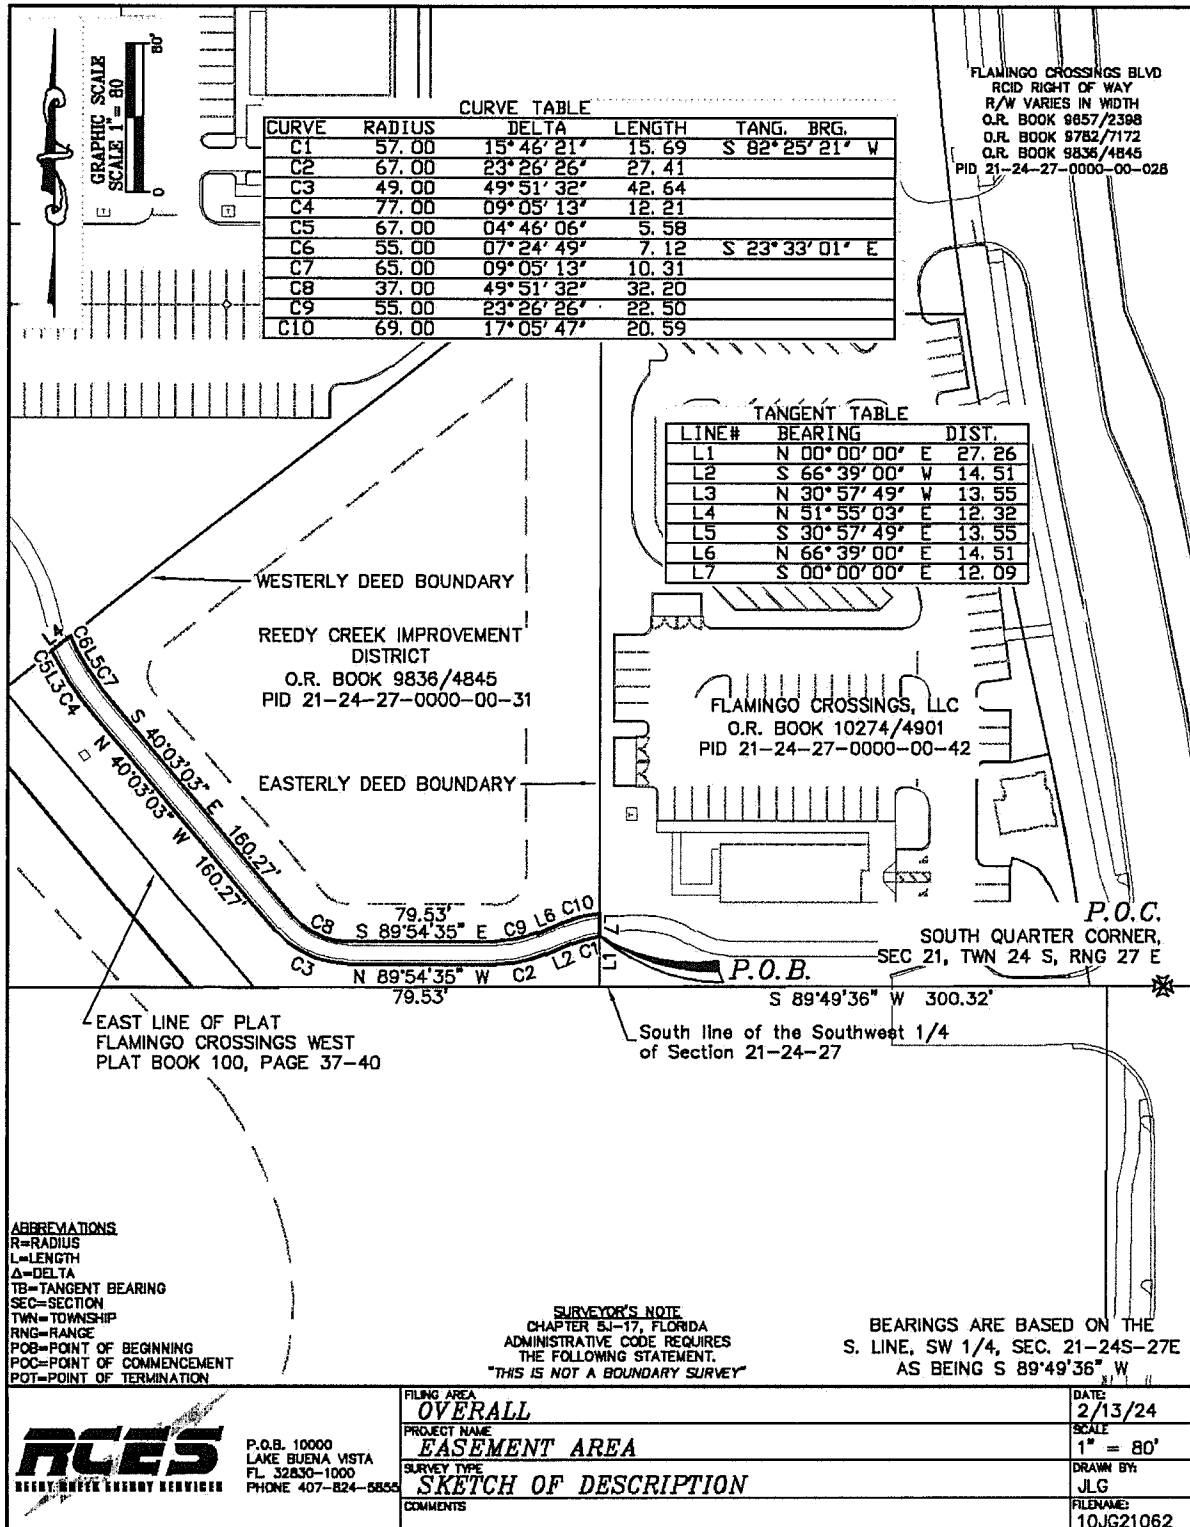 GRAPHIC SCALE
SCALE 1" = 80
80'
0
FLAMINGO CROSSINGS BLVD
RCID RIGHT OF WAY
R/W VARIES IN WIDTH
O.R. BOOK 9657/2398
O.R. BOOK 9782/7172
O.R. BOOK 9836/4845
PID 21-24-27-0000-00-028
CURVE TABLE
CURVE RADIUS DELTA LENGTH TANG. BRG.
C1 57.00 15°46'21" 15.69 S 82°25'21" W
C2 67.00 23°26'26" 27.41
C3 49.00 49°51'32" 42.64
C4 77.00 09°05'13" 12.21
C5 67.00 04°46'06" 5.58
C6 55.00 07°24'49" 7.12 S 23°33'01" E
C7 65.00 09°05'13" 10.31
C8 37.00 49°51'32" 32.20
C9 55.00 23°26'26" 22.50
C10 69.00 17°05'47" 20.59
TANGENT TABLE
LINE# BEARING DIST.
L1 N 00°00'00" E 27.26
L2 S 66°39'00" W 14.51
L3 N 30°57'49" W 13.55
L4 N 51°55'03" E 12.32
L5 S 30°57'49" E 13.55
L6 N 66°39'00" E 14.51
L7 S 00°00'00" E 12.09
WESTERLY DEED BOUNDARY
REEDY CREEK IMPROVEMENT
DISTRICT
O.R. BOOK 9836/4845
PID 21-24-27-0000-00-31
EASTERLY DEED BOUNDARY
FLAMINGO CROSSINGS, LLC
O.R. BOOK 10274/4901
PID 21-24-27-0000-00-42
L4
C6L5C7
C5L3C4
S 40°03'03" E 160.27'
N 40°03'03" W 160.27'
79.53'
C8 S 89°54'35" E C9 L6 C10
L7
C3 N 89°54'35" W C2 L2 C1 L1
79.53'
P.O.B.
P.O.C.
SOUTH QUARTER CORNER,
SEC 21, TWN 24 S, RNG 27 E
S 89°49'36" W 300.32'
South line of the Southwest 1/4
of Section 21-24-27
EAST LINE OF PLAT
FLAMINGO CROSSINGS WEST
PLAT BOOK 100, PAGE 37-40
ABBREVIATIONS
R=RADIUS
L=LENGTH
Δ=DELTA
TB=TANGENT BEARING
SEC=SECTION
TWN=TOWNSHIP
RNG=RANGE
POB=POINT OF BEGINNING
POC=POINT OF COMMENCEMENT
POT=POINT OF TERMINATION
SURVEYOR'S NOTE
CHAPTER 5J-17, FLORIDA
ADMINISTRATIVE CODE REQUIRES
THE FOLLOWING STATEMENT.
"THIS IS NOT A BOUNDARY SURVEY"
BEARINGS ARE BASED ON THE
S. LINE, SW 1/4, SEC. 21-24S-27E
AS BEING S 89°49'36" W
RCES
REEDY CREEK ENERGY SERVICES
P.O.B. 10000
LAKE BUENA VISTA
FL. 32830-1000
PHONE 407-824-5855
FILING AREA
OVERALL
PROJECT NAME
EASEMENT AREA
SURVEY TYPE
SKETCH OF DESCRIPTION
COMMENTS
DATE:
2/13/24
SCALE
1" = 80'
DRAWN BY:
JLG
FILENAME:
10JG21062